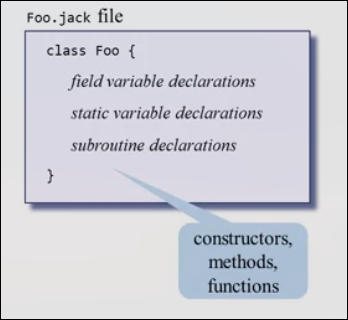 Foo.jack file
class Foo {
field variable declarations
static variable declarations
subroutine declarations
}
constructors,
methods,
functions